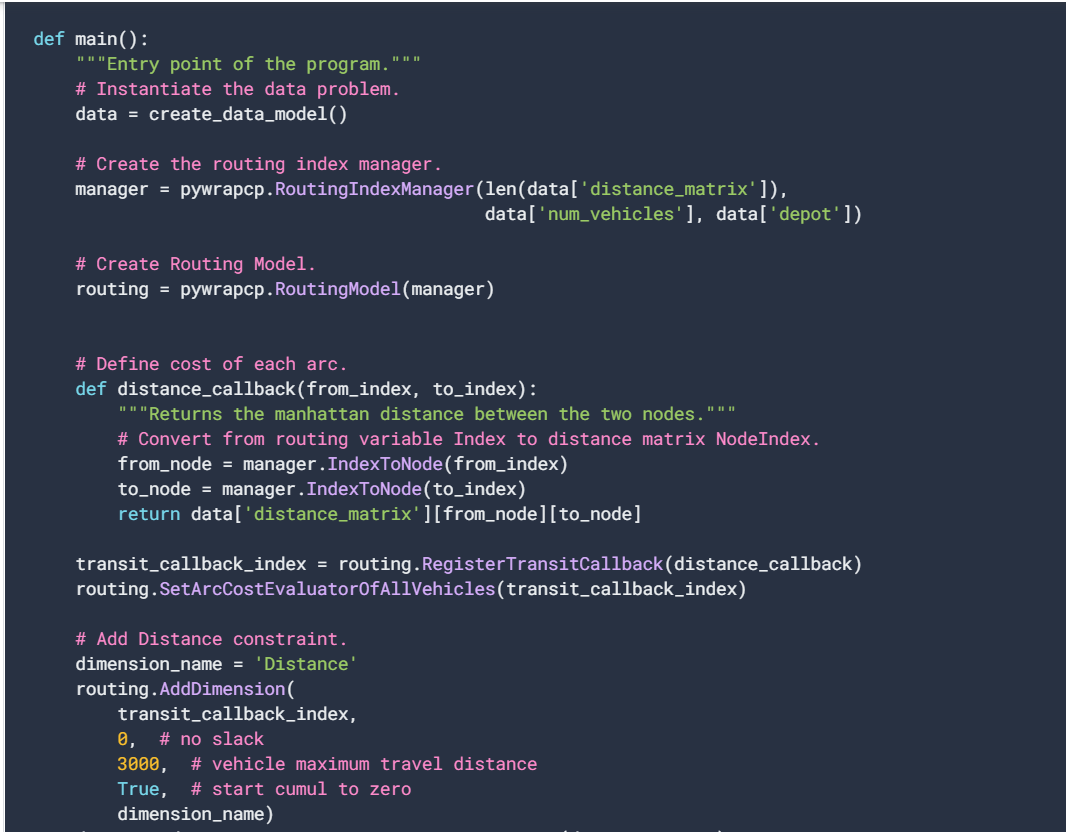 def main():
    """Entry point of the program."""
    # Instantiate the data problem.
    data = create_data_model()

    # Create the routing index manager.
    manager = pywrapcp.RoutingIndexManager(len(data['distance_matrix']),
                                           data['num_vehicles'], data['depot'])

    # Create Routing Model.
    routing = pywrapcp.RoutingModel(manager)


    # Define cost of each arc.
    def distance_callback(from_index, to_index):
        """Returns the manhattan distance between the two nodes."""
        # Convert from routing variable Index to distance matrix NodeIndex.
        from_node = manager.IndexToNode(from_index)
        to_node = manager.IndexToNode(to_index)
        return data['distance_matrix'][from_node][to_node]

    transit_callback_index = routing.RegisterTransitCallback(distance_callback)
    routing.SetArcCostEvaluatorOfAllVehicles(transit_callback_index)

    # Add Distance constraint.
    dimension_name = 'Distance'
    routing.AddDimension(
        transit_callback_index,
        0,  # no slack
        3000,  # vehicle maximum travel distance
        True,  # start cumul to zero
        dimension_name)